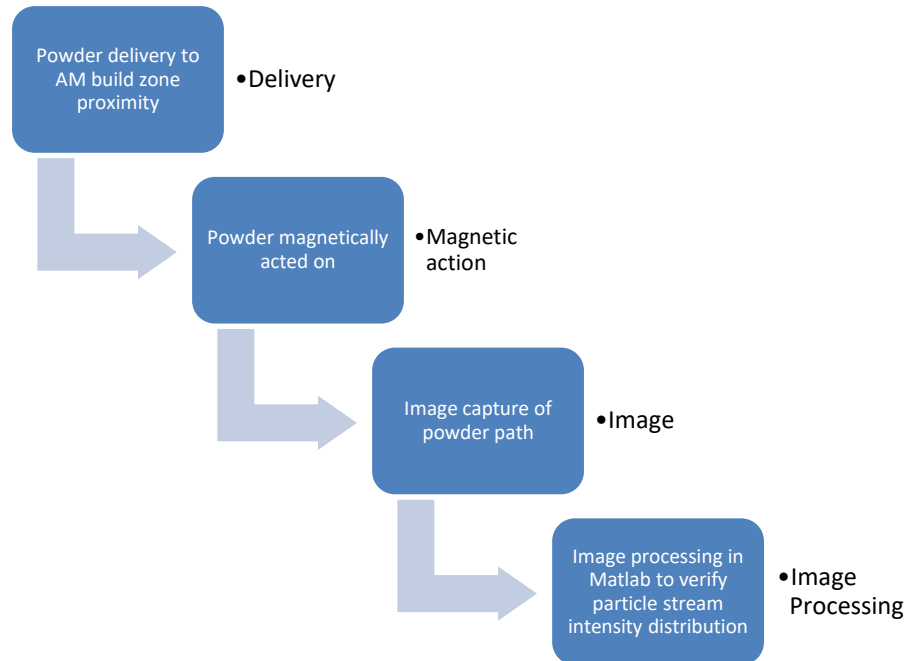 Powder delivery to
AM build zone
proximity
•Delivery
Powder magnetically
acted on
•Magnetic
action
Image capture of
powder path
•Image
Image processing in
Matlab to verify
particle stream
intensity distribution
•Image
Processing